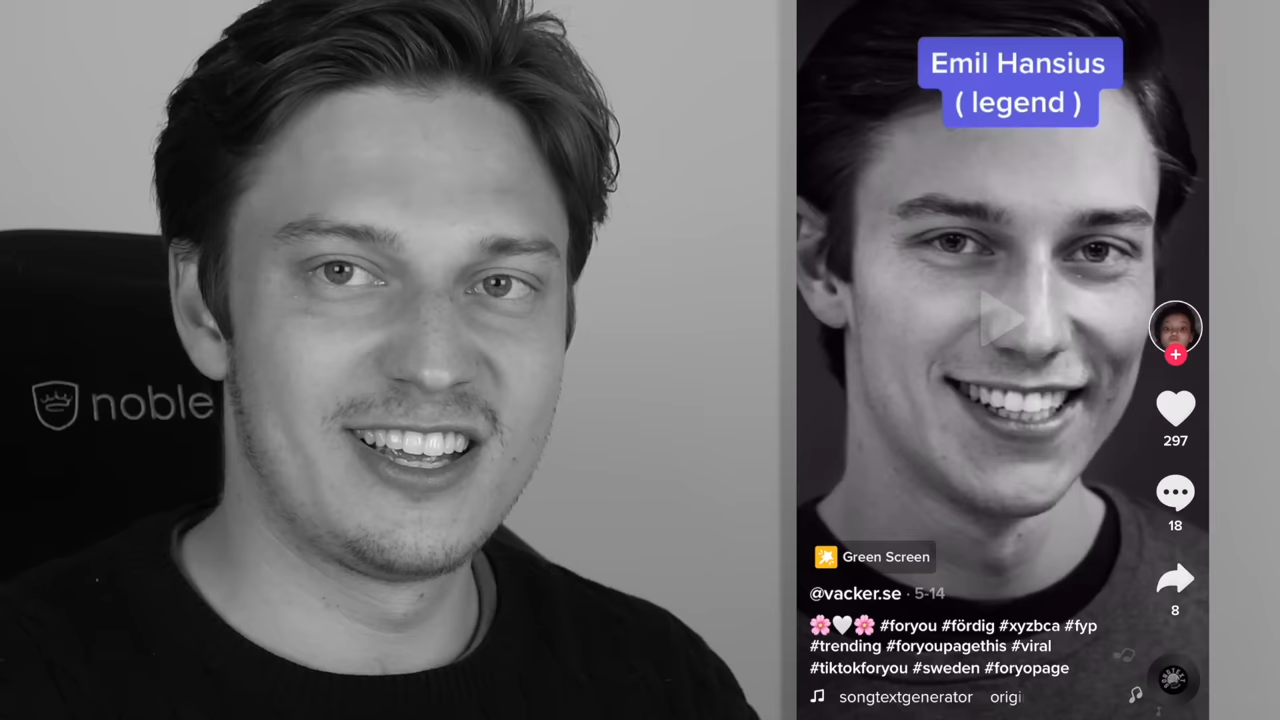 noble
Emil Hansius
( legend )
297
18
8
Green Screen
@vacker.se · 5-14
🌸🤍🌸 #foryou #fördig #xyzbca #fyp
#trending #foryoupagethis #viral
#tiktokforyou #sweden #foryopage
songtextgenerator origi